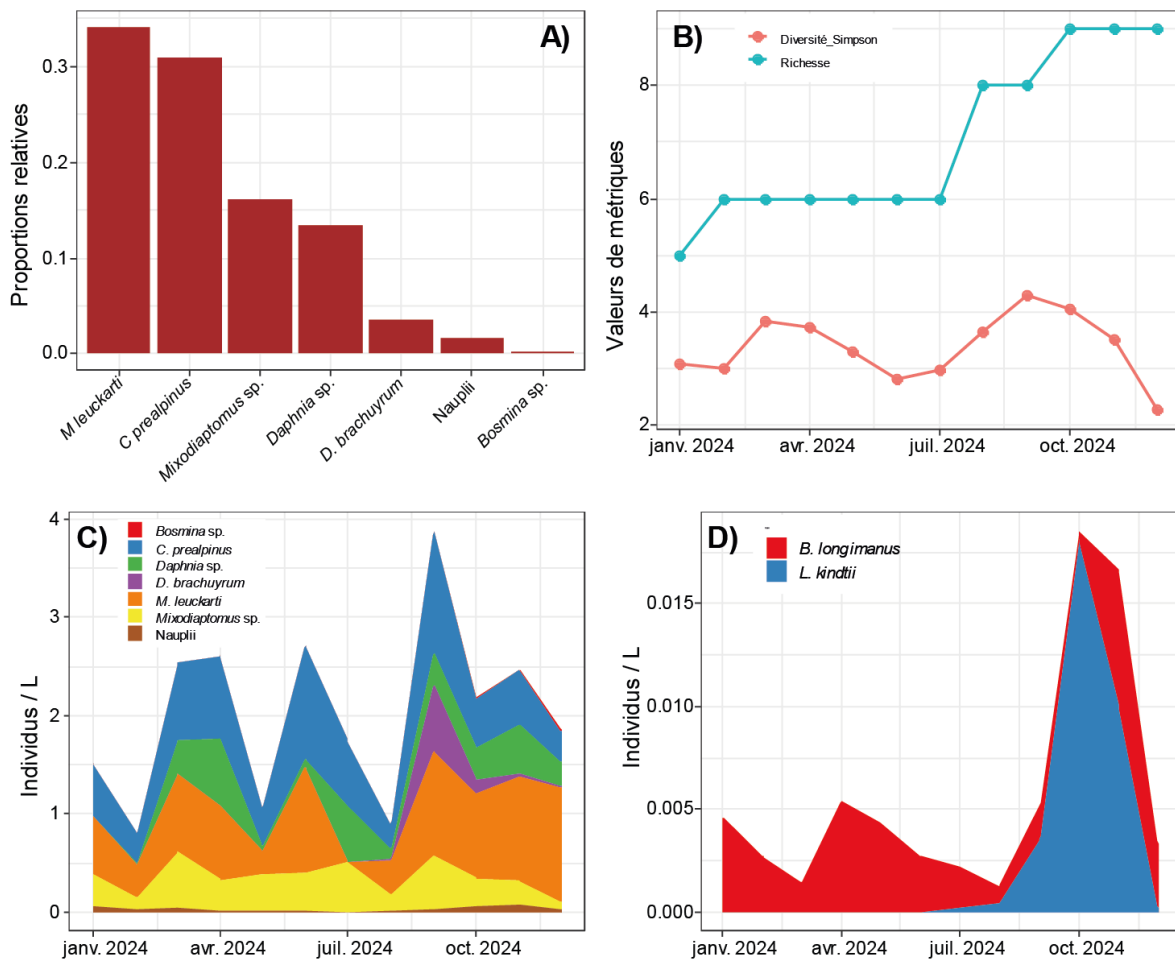 A)
Proportions relatives
0.3
0.2
0.1
0.0
M leuckarti
C prealpinus
Mixodiaptomus sp.
Daphnia sp.
D. brachuyrum
Nauplii
Bosmina sp.
B)
Diversité_Simpson
Richesse
Valeurs de métriques
8
6
4
2
janv. 2024
avr. 2024
juil. 2024
oct. 2024
C)
Bosmina sp.
C. prealpinus
Daphnia sp.
D. brachuyrum
M. leuckarti
Mixodiaptomus sp.
Nauplii
Individus / L
4
3
2
1
0
janv. 2024
avr. 2024
juil. 2024
oct. 2024
D)
-
B. longimanus
L. kindtii
Individus / L
0.015
0.010
0.005
0.000
janv. 2024
avr. 2024
juil. 2024
oct. 2024